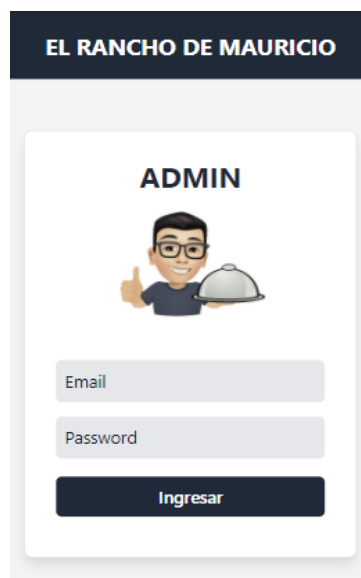 EL RANCHO DE MAURICIO
ADMIN
Email
Password
Ingresar